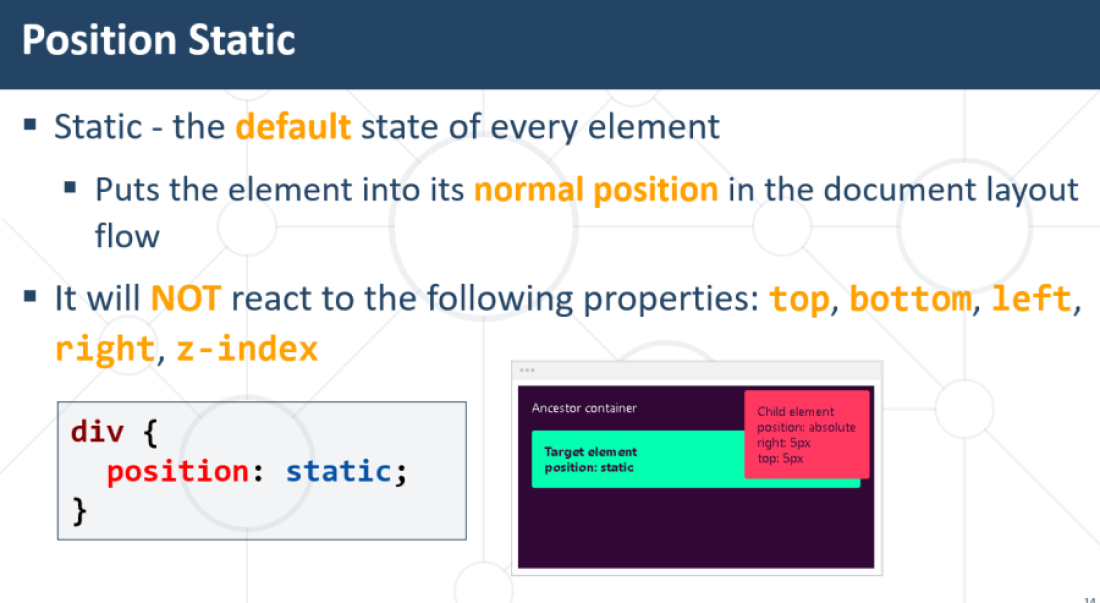 Position Static
▪ Static - the default state of every element
▪ Puts the element into its normal position in the document layout
flow
▪ It will NOT react to the following properties: top, bottom, left,
right, z-index
div {
position: static;
}
Ancestor container
Target element
position: static
Child element
position: absolute
right: 5px
top: 5px
14